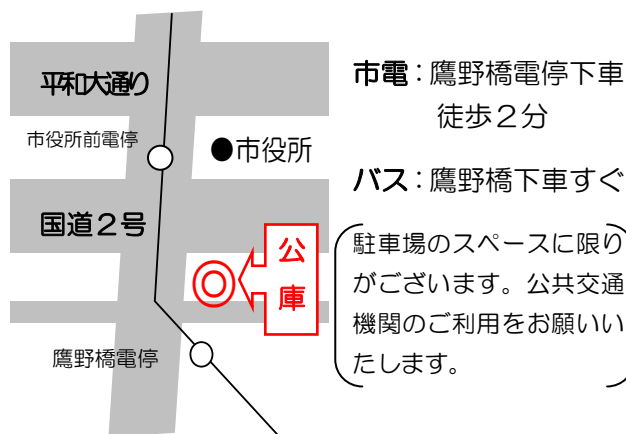 平和大通り
市役所前電停
●市役所
国道２号
公
庫
鷹野橋電停
市電：鷹野橋電停下車
徒歩２分
バス：鷹野橋下車すぐ
駐車場のスペースに限り
がございます。公共交通
機関のご利用をお願いい
たします。